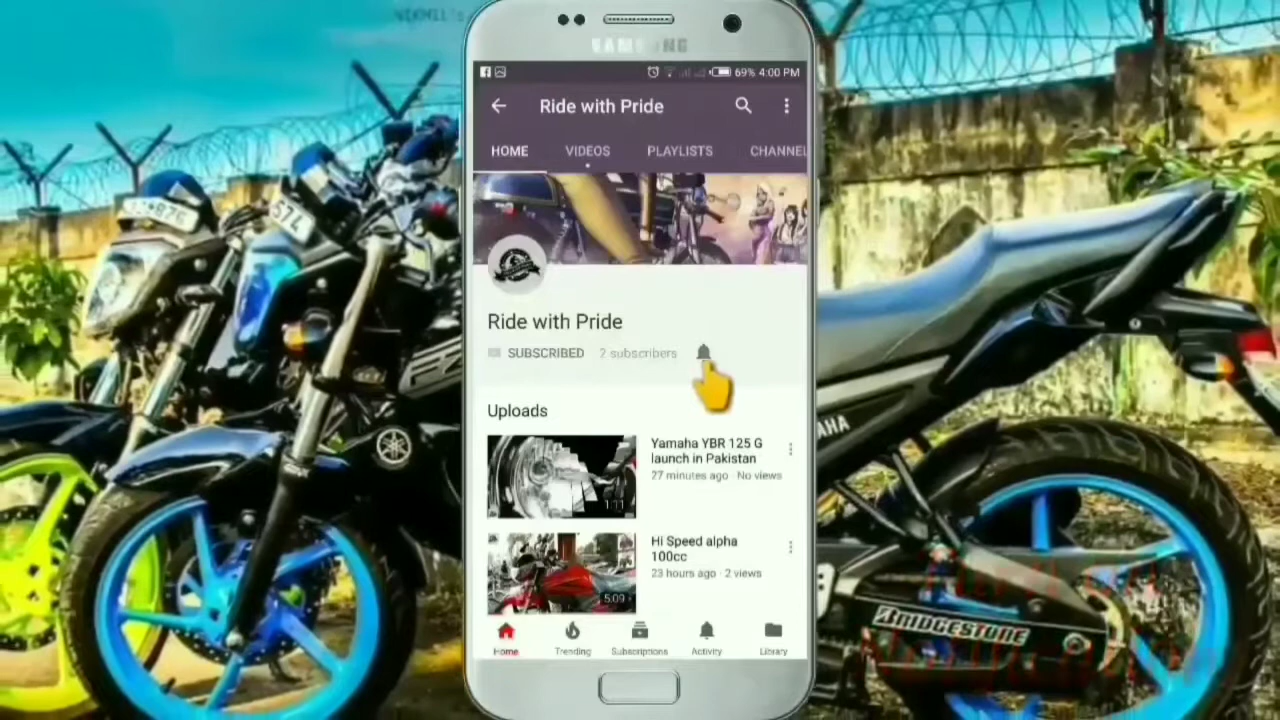 69% 4:00 PM
Ride with Pride
HOME VIDEOS PLAYLISTS CHANNEL
Ride with Pride
SUBSCRIBED 2 subscribers
Uploads
Yamaha YBR 125 G
launch in Pakistan
27 minutes ago · No views
1:11
Hi Speed alpha
100cc
23 hours ago · 2 views
5:09
Home Trending Subscriptions Activity Library
BRIDGESTONE